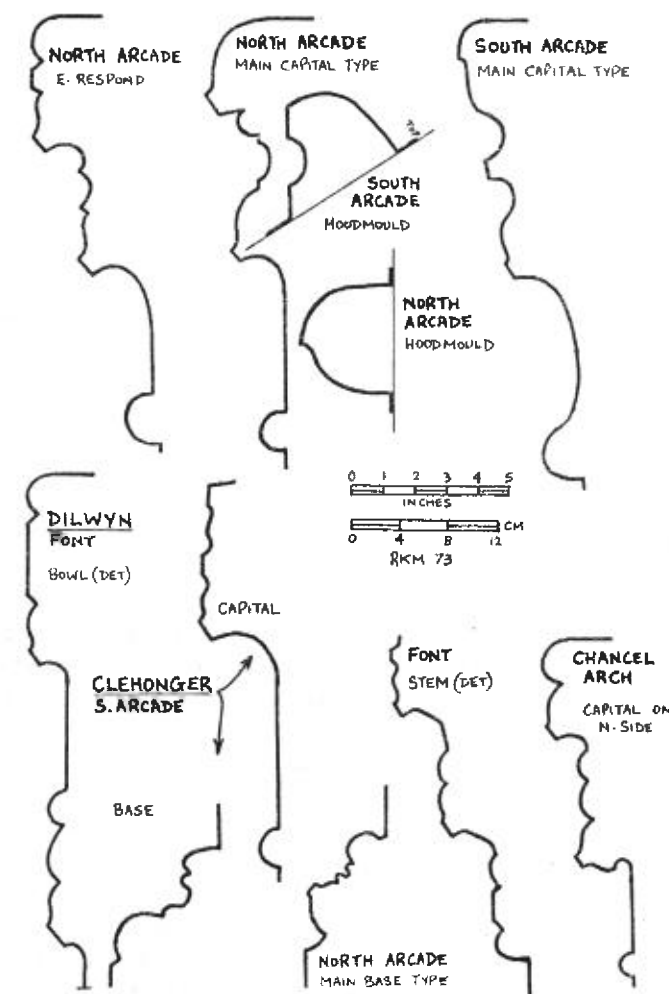 NORTH ARCADE
E. RESPOND
NORTH ARCADE
MAIN CAPITAL TYPE
SOUTH ARCADE
MAIN CAPITAL TYPE
SOUTH
ARCADE
HOODMOULD
NORTH
ARCADE
HOODMOULD
0 1 2 3 4 5
INCHES
CM
0 4 8 12
RKM 73
DILWYN
FONT
BOWL (DET)
CAPITAL
CLEHONGER
S. ARCADE
BASE
FONT
STEM (DET)
CHANCEL
ARCH
CAPITAL ON
N. SIDE
NORTH ARCADE
MAIN BASE TYPE